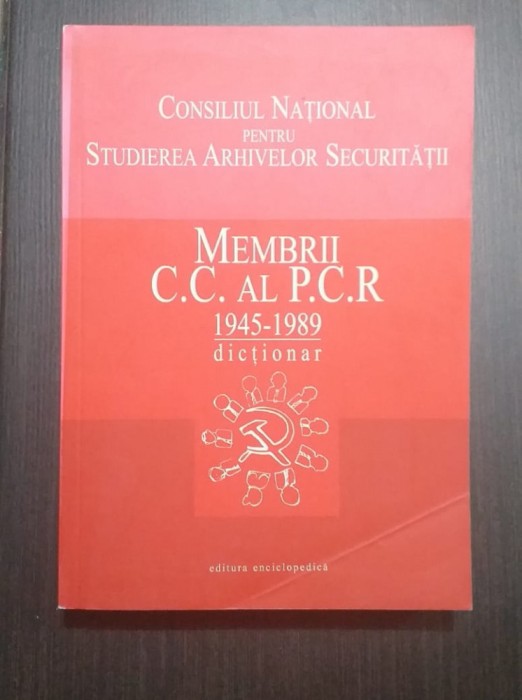 CONSILIUL NAȚIONAL
PENTRU
STUDIEREA ARHIVELOR SECURITĂȚII
MEMBRII
C.C. AL P.C.R
1945-1989
dicționar
editura enciclopedică